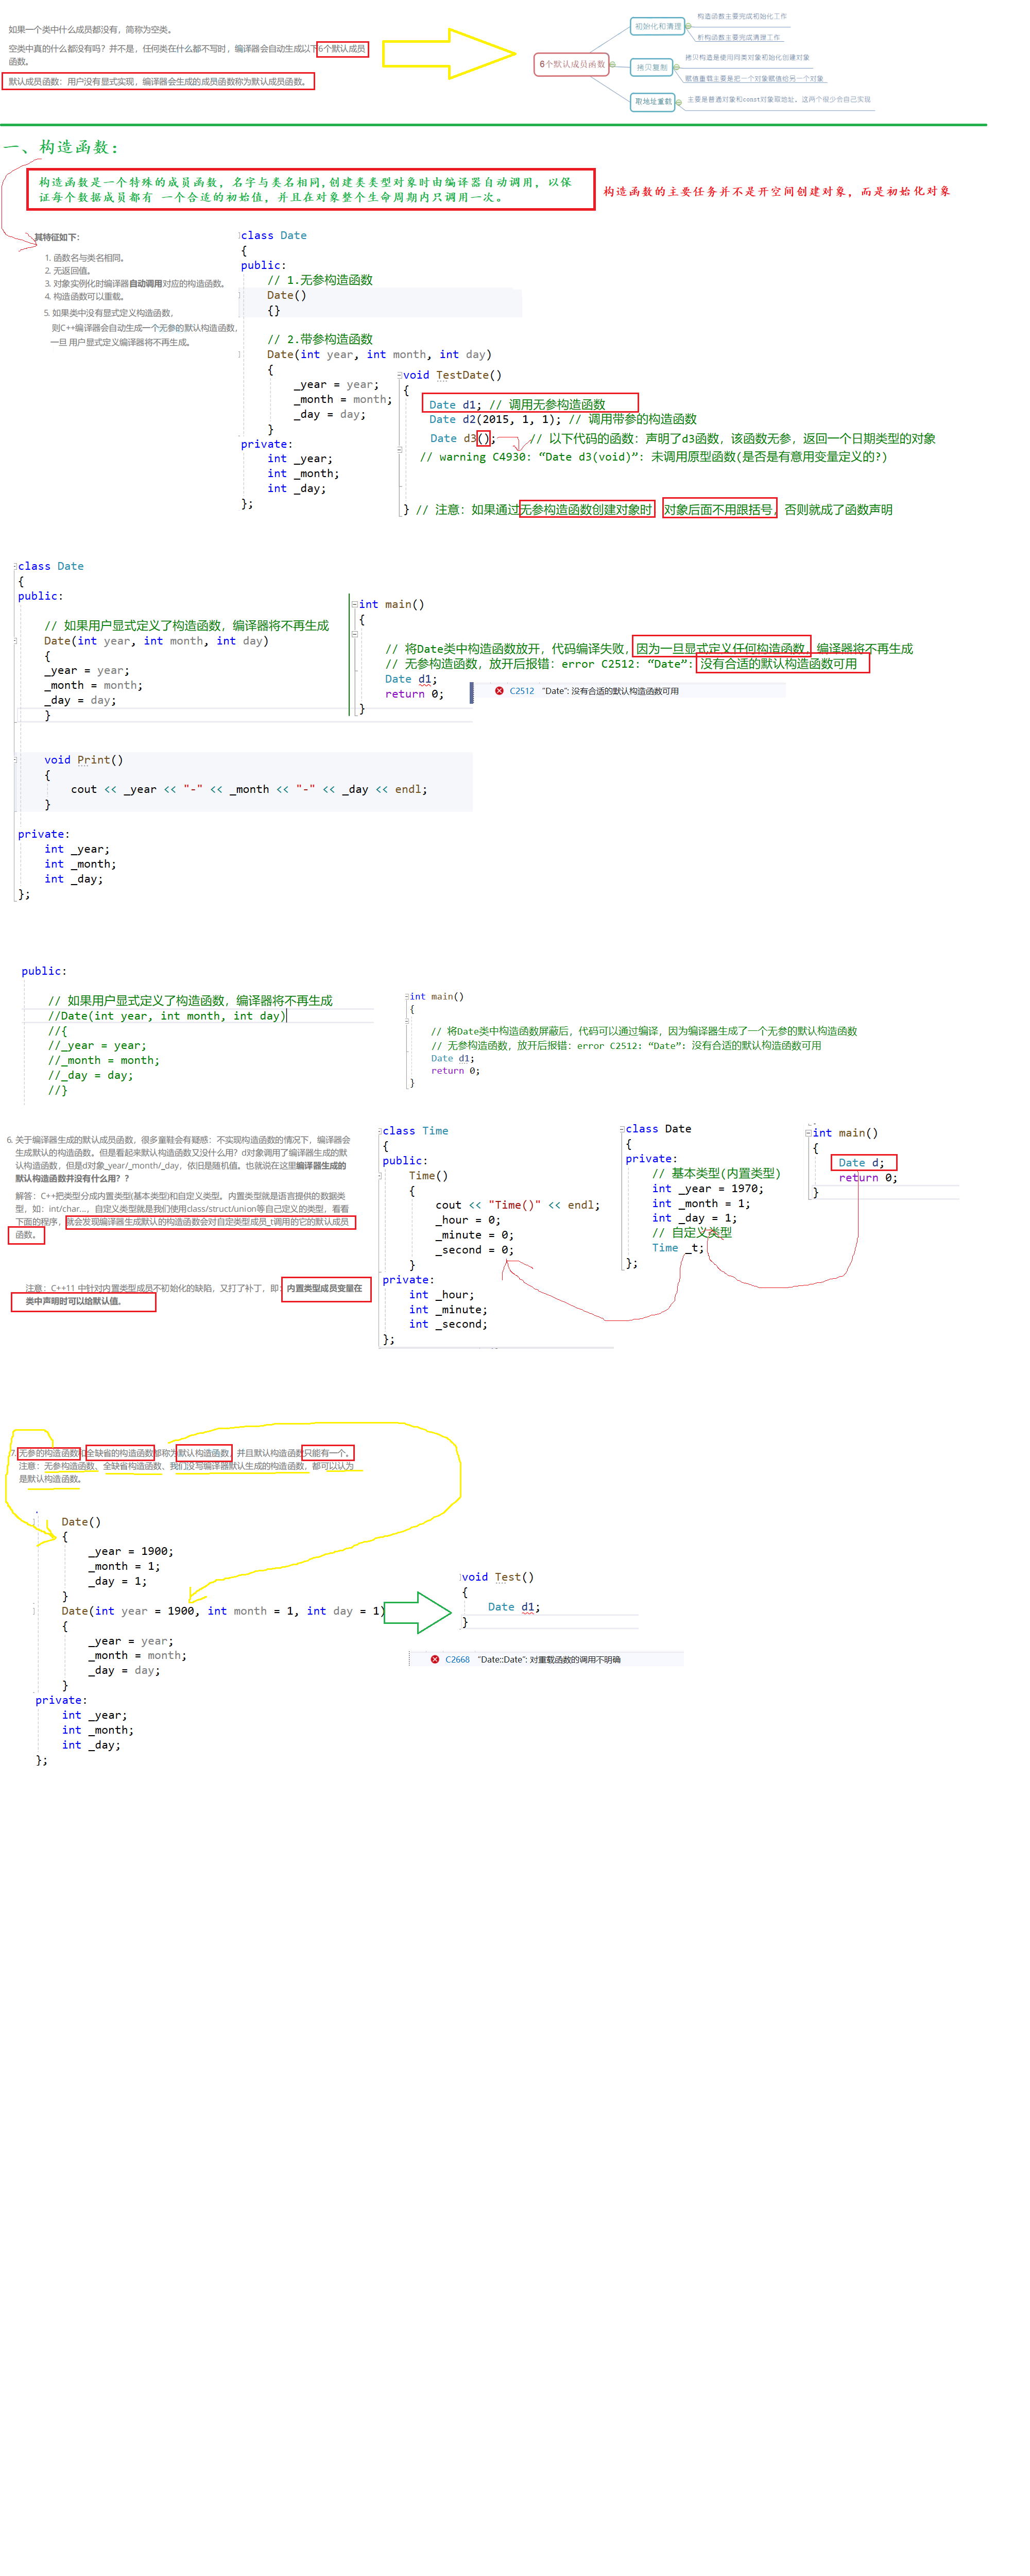 如果一个类中什么成员都没有，简称为空类。
空类中真的什么都没有吗？并不是，任何类在什么都不写时，编译器会自动生成以下6个默认成员
函数。
默认成员函数：用户没有显式实现，编译器会生成的成员函数称为默认成员函数。
6个默认成员函数
初始化和清理
构造函数主要完成初始化工作
析构函数主要完成清理工作
拷贝复制
拷贝构造是使用同类对象初始化创建对象
赋值重载主要是把一个对象赋值给另一个对象
取地址重载
主要是普通对象和const对象取地址，这两个很少会自己实现
一、构造函数：
构造函数是一个特殊的成员函数，名字与类名相同,创建类类型对象时由编译器自动调用，以保
证每个数据成员都有 一个合适的初始值，并且在对象整个生命周期内只调用一次。
构造函数的主要任务并不是开空间创建对象，而是初始化对象
其特征如下：
1. 函数名与类名相同。
2. 无返回值。
3. 对象实例化时编译器自动调用对应的构造函数。
4. 构造函数可以重载。
5. 如果类中没有显式定义构造函数，
则C++编译器会自动生成一个无参的默认构造函数，
一旦 用户显式定义编译器将不再生成。
class Date
{
public:
// 1.无参构造函数
Date()
{}
// 2.带参构造函数
Date(int year, int month, int day)
{
_year = year;
_month = month;
_day = day;
}
private:
int _year;
int _month;
int _day;
};
void TestDate()
{
Date d1; // 调用无参构造函数
Date d2(2015, 1, 1); // 调用带参的构造函数
Date d3(); // 以下代码的函数：声明了d3函数，该函数无参，返回一个日期类型的对象
// warning C4930: “Date d3(void)”: 未调用原型函数(是否是有意用变量定义的?)
} // 注意：如果通过无参构造函数创建对象时 对象后面不用跟括号，否则就成了函数声明
class Date
{
public:
// 如果用户显式定义了构造函数，编译器将不再生成
Date(int year, int month, int day)
{
_year = year;
_month = month;
_day = day;
}
void Print()
{
cout << _year << "-" << _month << "-" << _day << endl;
}
private:
int _year;
int _month;
int _day;
};
int main()
{
// 将Date类中构造函数放开，代码编译失败，因为一旦显式定义任何构造函数，编译器将不再生成
// 无参构造函数，放开后报错：error C2512: “Date”: 没有合适的默认构造函数可用
Date d1;
return 0;
}
C2512 “Date”: 没有合适的默认构造函数可用
public:
// 如果用户显式定义了构造函数，编译器将不再生成
//Date(int year, int month, int day)
//{
//_year = year;
//_month = month;
//_day = day;
//}
int main()
{
// 将Date类中构造函数屏蔽后，代码可以通过编译，因为编译器生成了一个无参的默认构造函数
// 无参构造函数，放开后报错：error C2512: “Date”: 没有合适的默认构造函数可用
Date d1;
return 0;
}
6. 关于编译器生成的默认成员函数，很多童鞋会有疑惑：不实现构造函数的情况下，编译器会
生成默认的构造函数。但是看起来默认构造函数又没什么用？d对象调用了编译器生成的默
认构造函数，但是d对象_year/_month/_day，依旧是随机值。也就说在这里编译器生成的
默认构造函数并没有什么用？？
解答：C++把类型分成内置类型(基本类型)和自定义类型。内置类型就是语言提供的数据类
型，如：int/char...，自定义类型就是我们使用class/struct/union等自己定义的类型，看看
下面的程序，就会发现编译器生成默认的构造函数会对自定类型成员_t调用的它的默认成员
函数。
注意：C++11 中针对内置类型成员不初始化的缺陷，又打了补丁，即：内置类型成员变量在
类中声明时可以给默认值。
class Time
{
public:
Time()
{
cout << "Time()" << endl;
_hour = 0;
_minute = 0;
_second = 0;
}
private:
int _hour;
int _minute;
int _second;
};
class Date
{
private:
// 基本类型(内置类型)
int _year = 1970;
int _month = 1;
int _day = 1;
// 自定义类型
Time _t;
};
int main()
{
Date d;
return 0;
}
7. 无参的构造函数和全缺省的构造函数都称为默认构造函数，并且默认构造函数只能有一个。
注意：无参构造函数、全缺省构造函数、我们没写编译器默认生成的构造函数，都可以认为
是默认构造函数。
Date()
{
_year = 1900;
_month = 1;
_day = 1;
}
Date(int year = 1900, int month = 1, int day = 1)
{
_year = year;
_month = month;
_day = day;
}
private:
int _year;
int _month;
int _day;
};
void Test()
{
Date d1;
}
C2668 “Date::Date”: 对重载函数的调用不明确